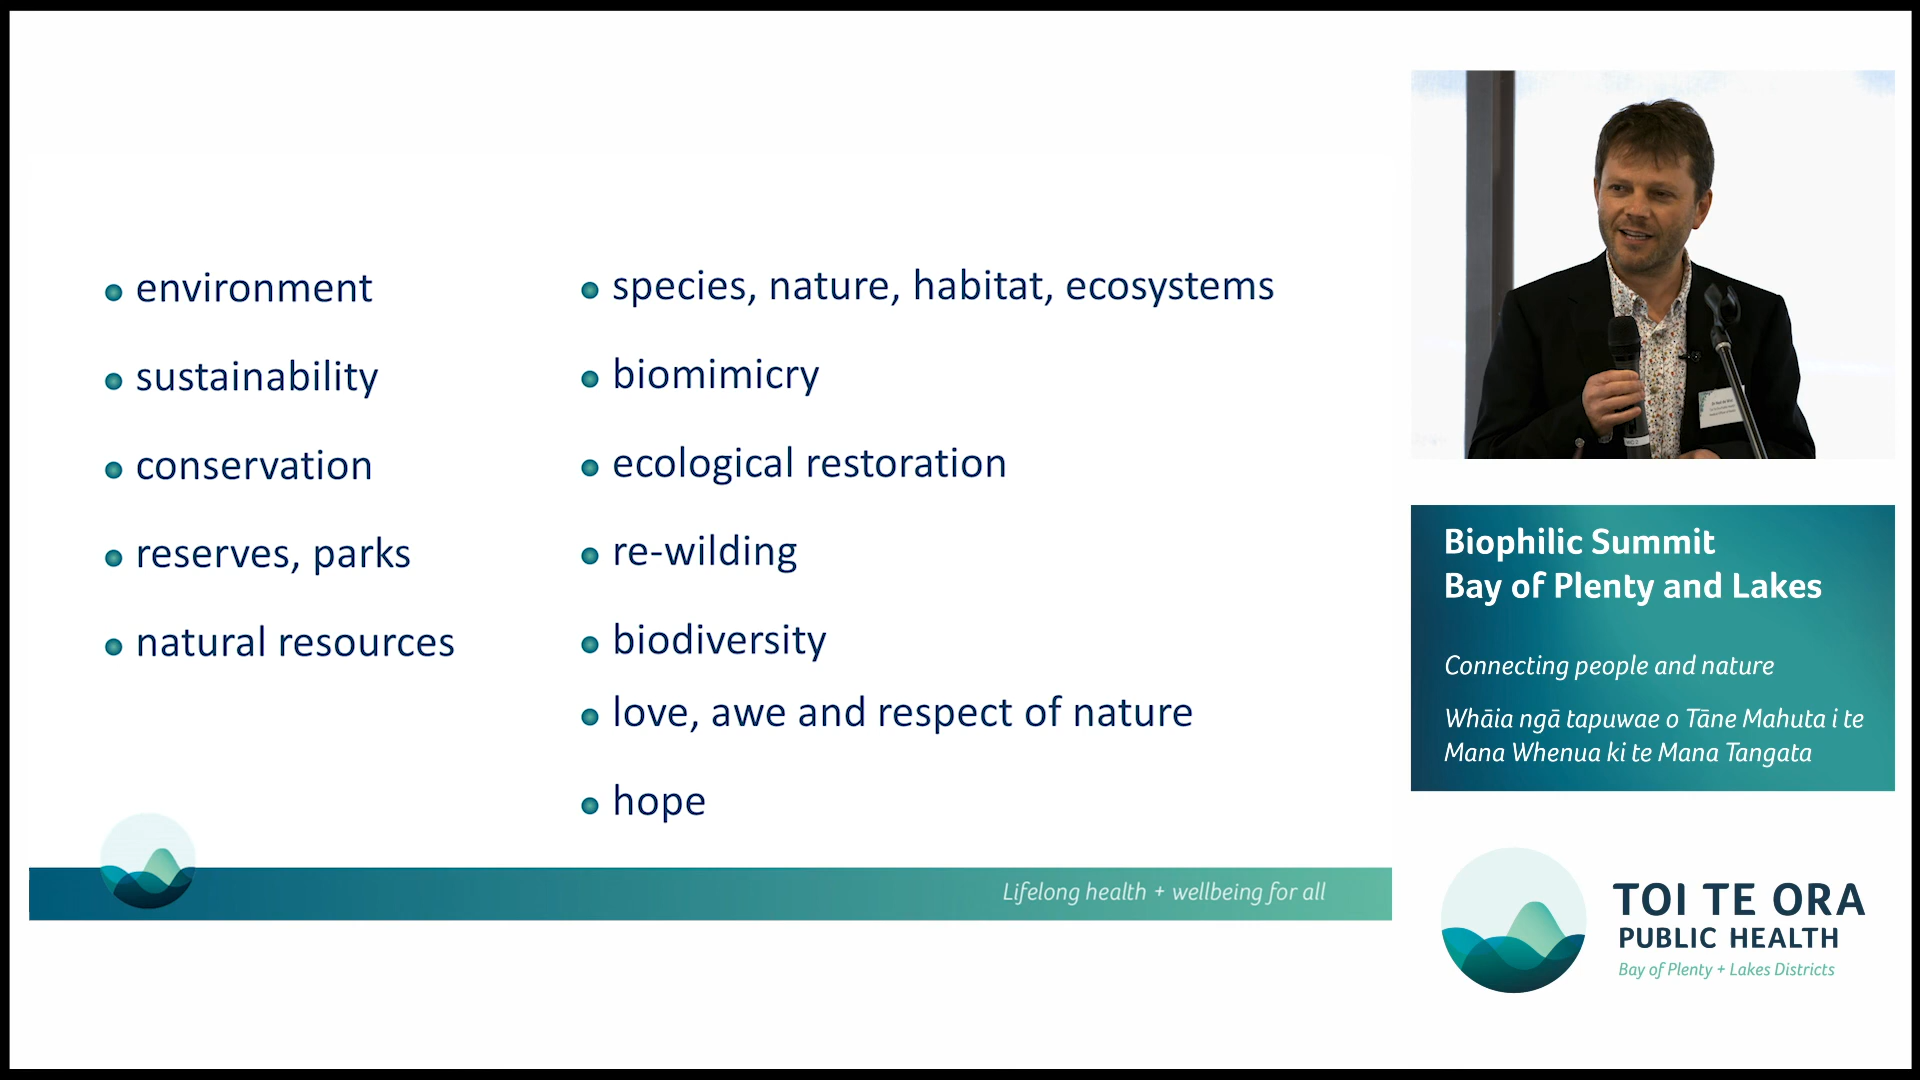 environment
sustainability
conservation
reserves, parks
natural resources
species, nature, habitat, ecosystems
biomimicry
ecological restoration
re-wilding
biodiversity
love, awe and respect of nature
hope
Lifelong health + wellbeing for all
Biophilic Summit
Bay of Plenty and Lakes
Connecting people and nature
Whāia ngā tapuwae o Tāne Mahuta i te
Mana Whenua ki te Mana Tangata
TOI TE ORA
PUBLIC HEALTH
Bay of Plenty + Lakes Districts